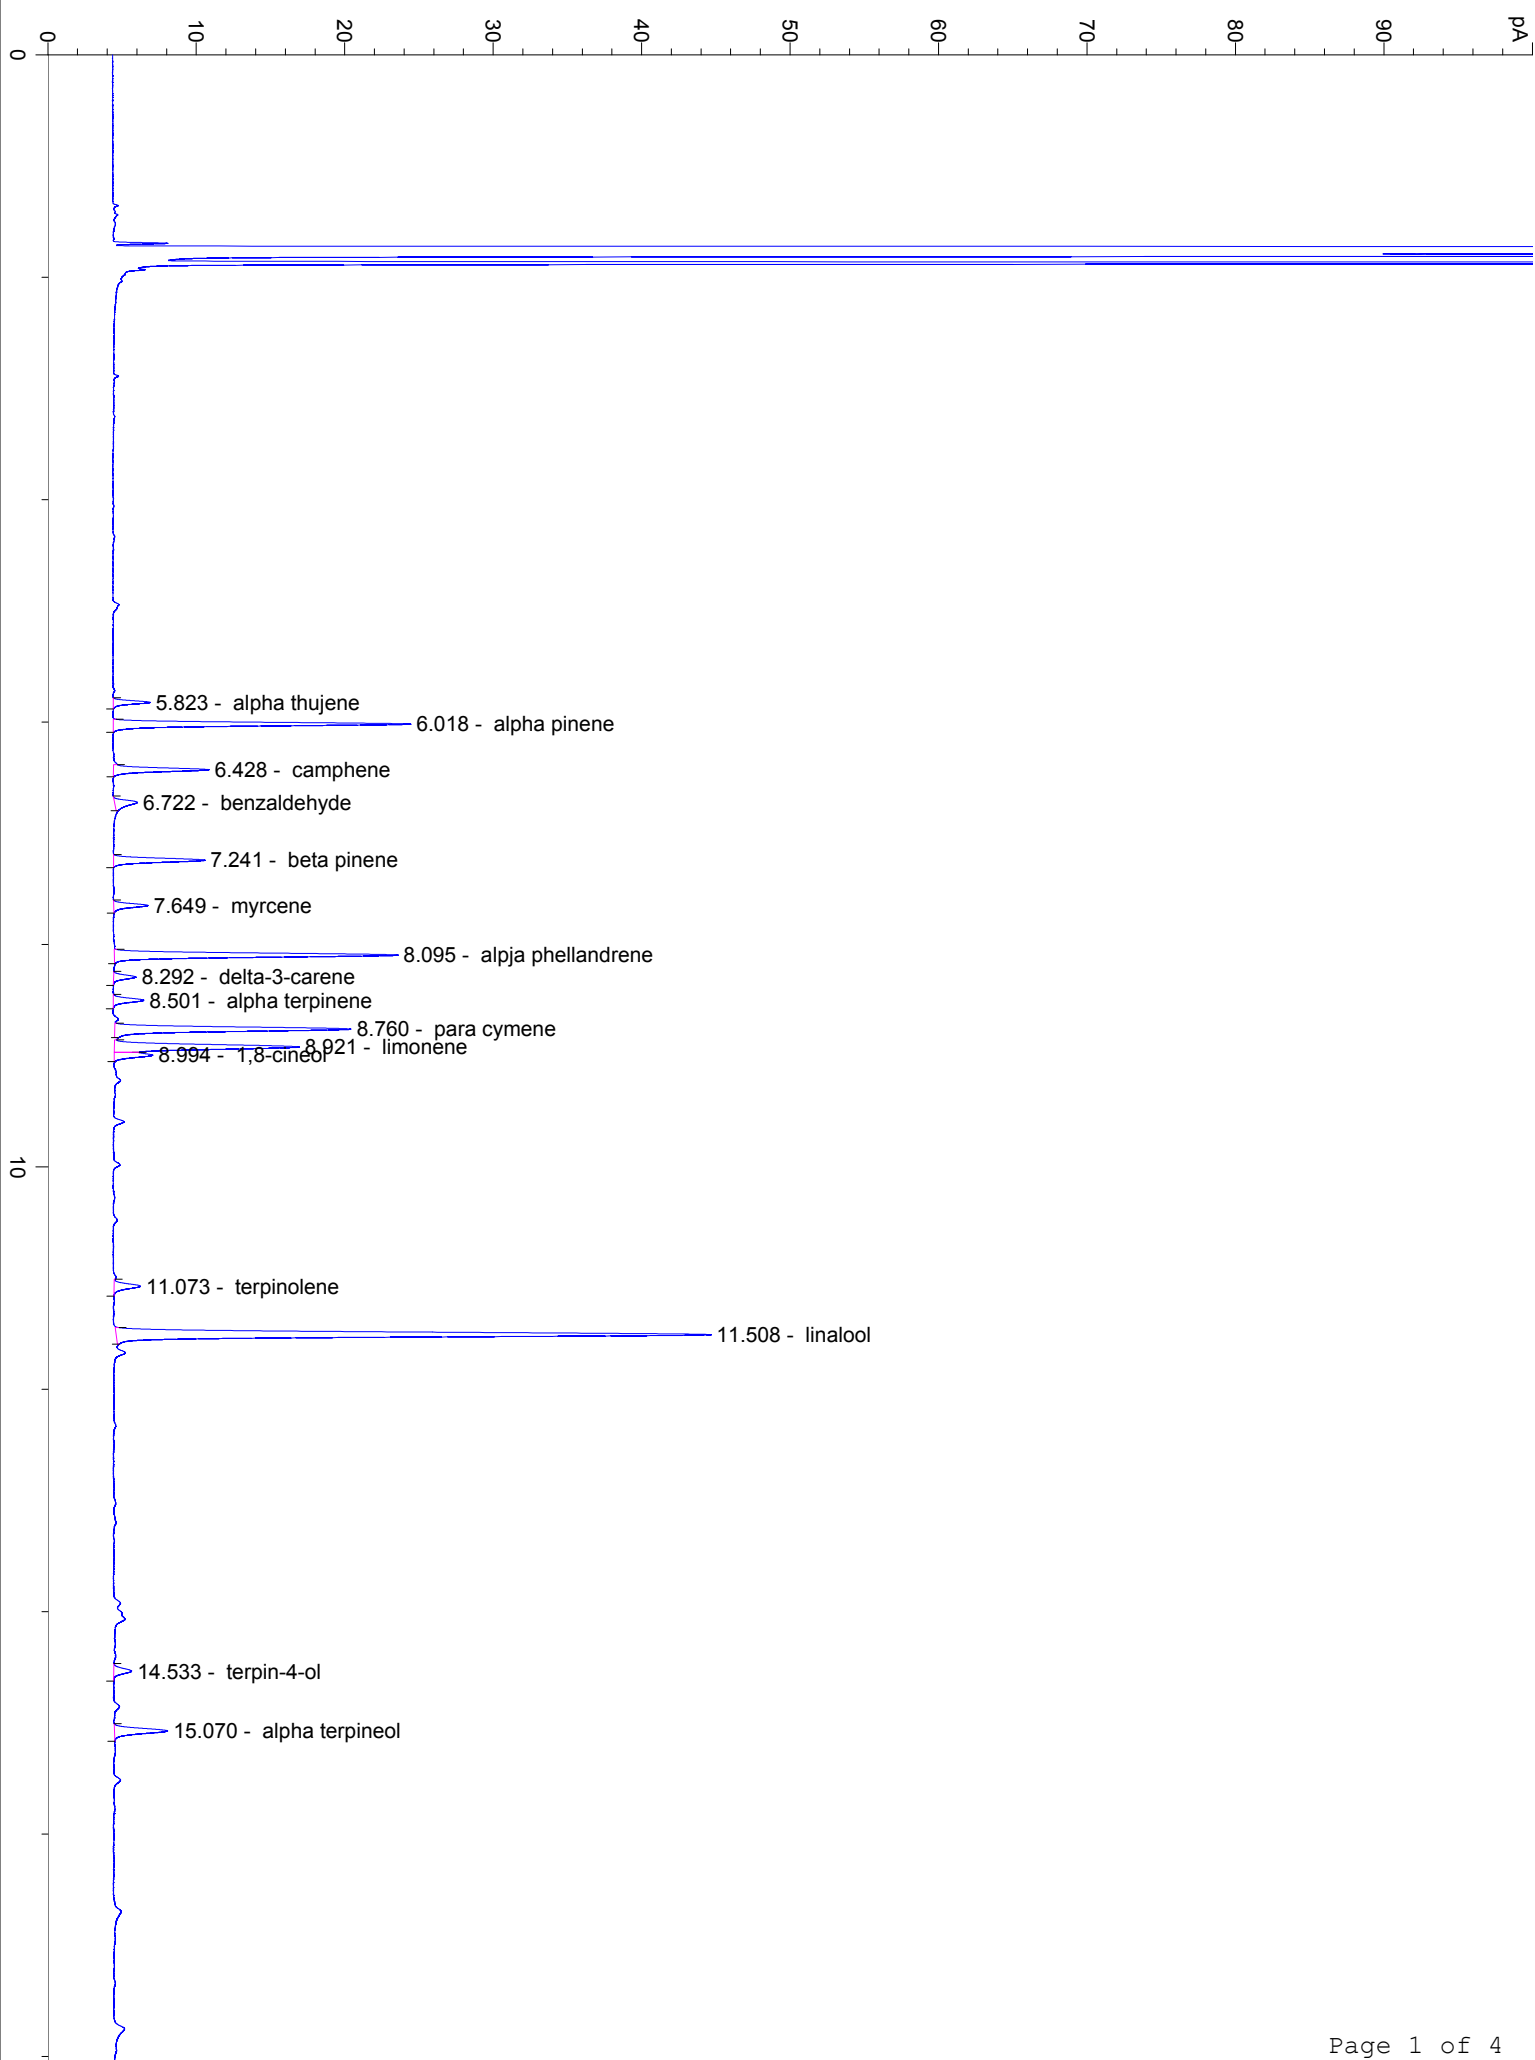 0
10
20
30
40
50
60
70
80
90
pA
0
5.823 - alpha thujene
6.018 - alpha pinene
6.428 - camphene
6.722 - benzaldehyde
7.241 - beta pinene
7.649 - myrcene
8.095 - alpja phellandrene
8.292 - delta-3-carene
8.501 - alpha terpinene
8.760 - para cymene
8.921 - limonene
8.994 - 1,8-cineol
10
11.073 - terpinolene
11.508 - linalool
14.533 - terpin-4-ol
15.070 - alpha terpineol
Page 1 of 4